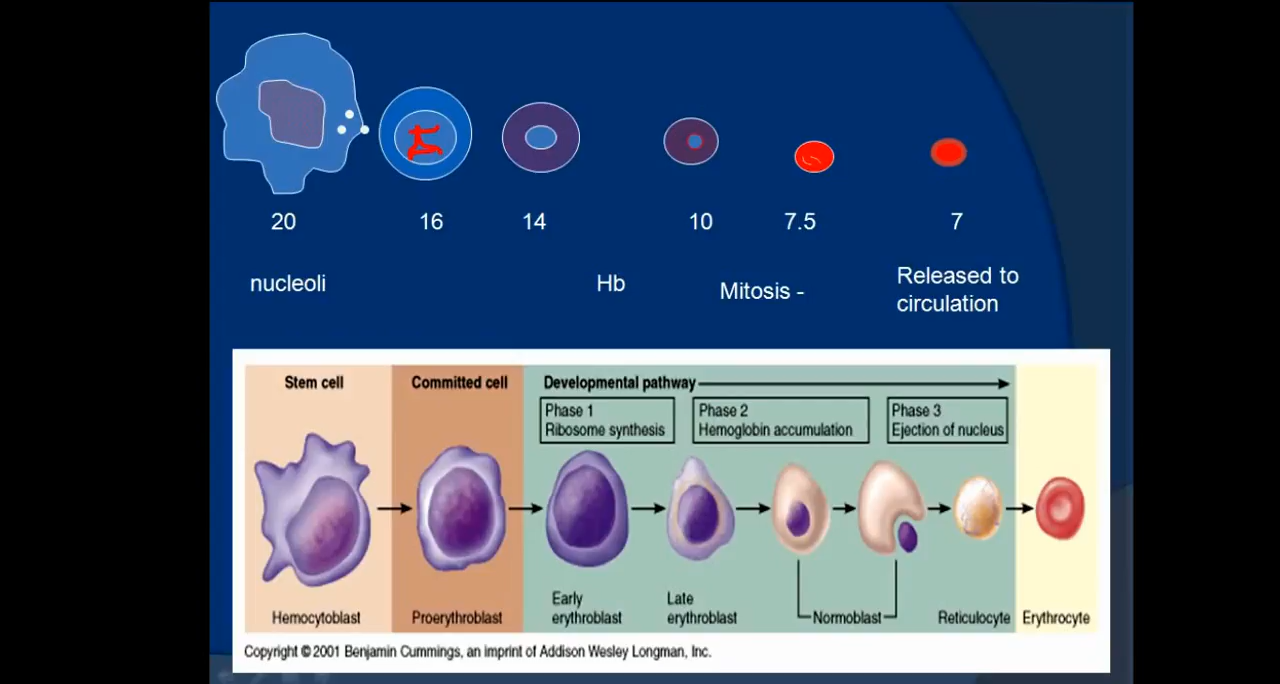 20
16
14
10
7.5
7
nucleoli
Hb
Mitosis -
Released to
circulation
Stem cell
Committed cell
Developmental pathway
Phase 1
Ribosome synthesis
Phase 2
Hemoglobin accumulation
Phase 3
Ejection of nucleus
Hemocytoblast
Proerythroblast
Early
erythroblast
Late
erythroblast
Normoblast
Reticulocyte
Erythrocyte
Copyright © 2001 Benjamin Cummings, an imprint of Addison Wesley Longman, Inc.